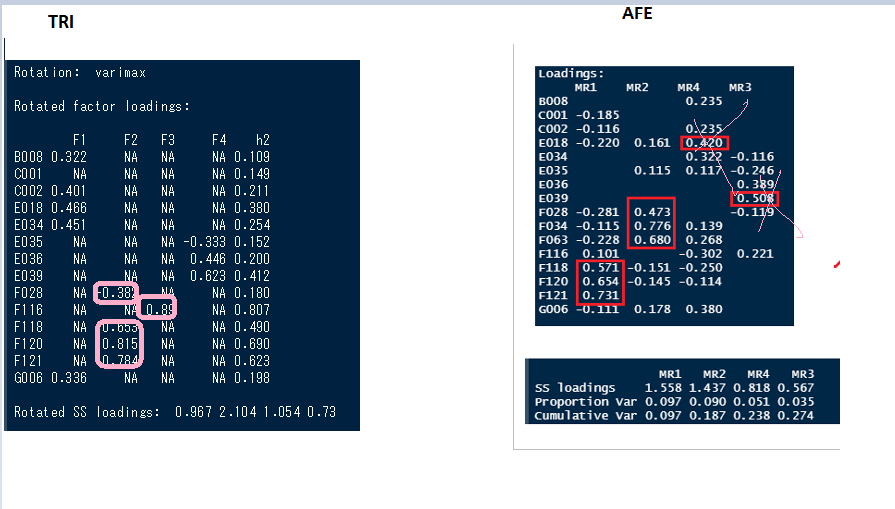 TRI
Rotation: varimax
Rotated factor loadings:
F1 F2 F3 F4 h2
B008 0.322 NA NA NA 0.109
C001 NA NA NA NA 0.149
C002 0.401 NA NA NA 0.211
E018 0.466 NA NA NA 0.380
E034 0.451 NA NA NA 0.254
E035 NA NA NA -0.333 0.152
E036 NA NA NA 0.446 0.200
E039 NA NA NA 0.623 0.412
F028 NA -0.38 NA NA 0.180
F116 NA NA 0.89 NA 0.807
F118 NA 0.653 NA NA 0.490
F120 NA 0.815 NA NA 0.690
F121 NA 0.784 NA NA 0.623
G006 0.336 NA NA NA 0.198
Rotated SS loadings: 0.967 2.104 1.054 0.73
AFE
Loadings:
MR1 MR2 MR4 MR3
B008 0.235
C001 -0.185
C002 -0.116 0.235
E018 -0.220 0.161 0.420
E034 0.322 -0.116
E035 0.115 0.117 -0.246
E036 0.389
E039 0.508
F028 -0.281 0.473 -0.119
F034 -0.115 0.776 0.139
F063 -0.228 0.680 0.268
F116 0.101 -0.302 0.221
F118 0.571 -0.151 -0.250
F120 0.654 -0.145 -0.114
F121 0.731
G006 -0.111 0.178 0.380
MR1 MR2 MR4 MR3
SS loadings 1.558 1.437 0.818 0.567
Proportion Var 0.097 0.090 0.051 0.035
Cumulative Var 0.097 0.187 0.238 0.274